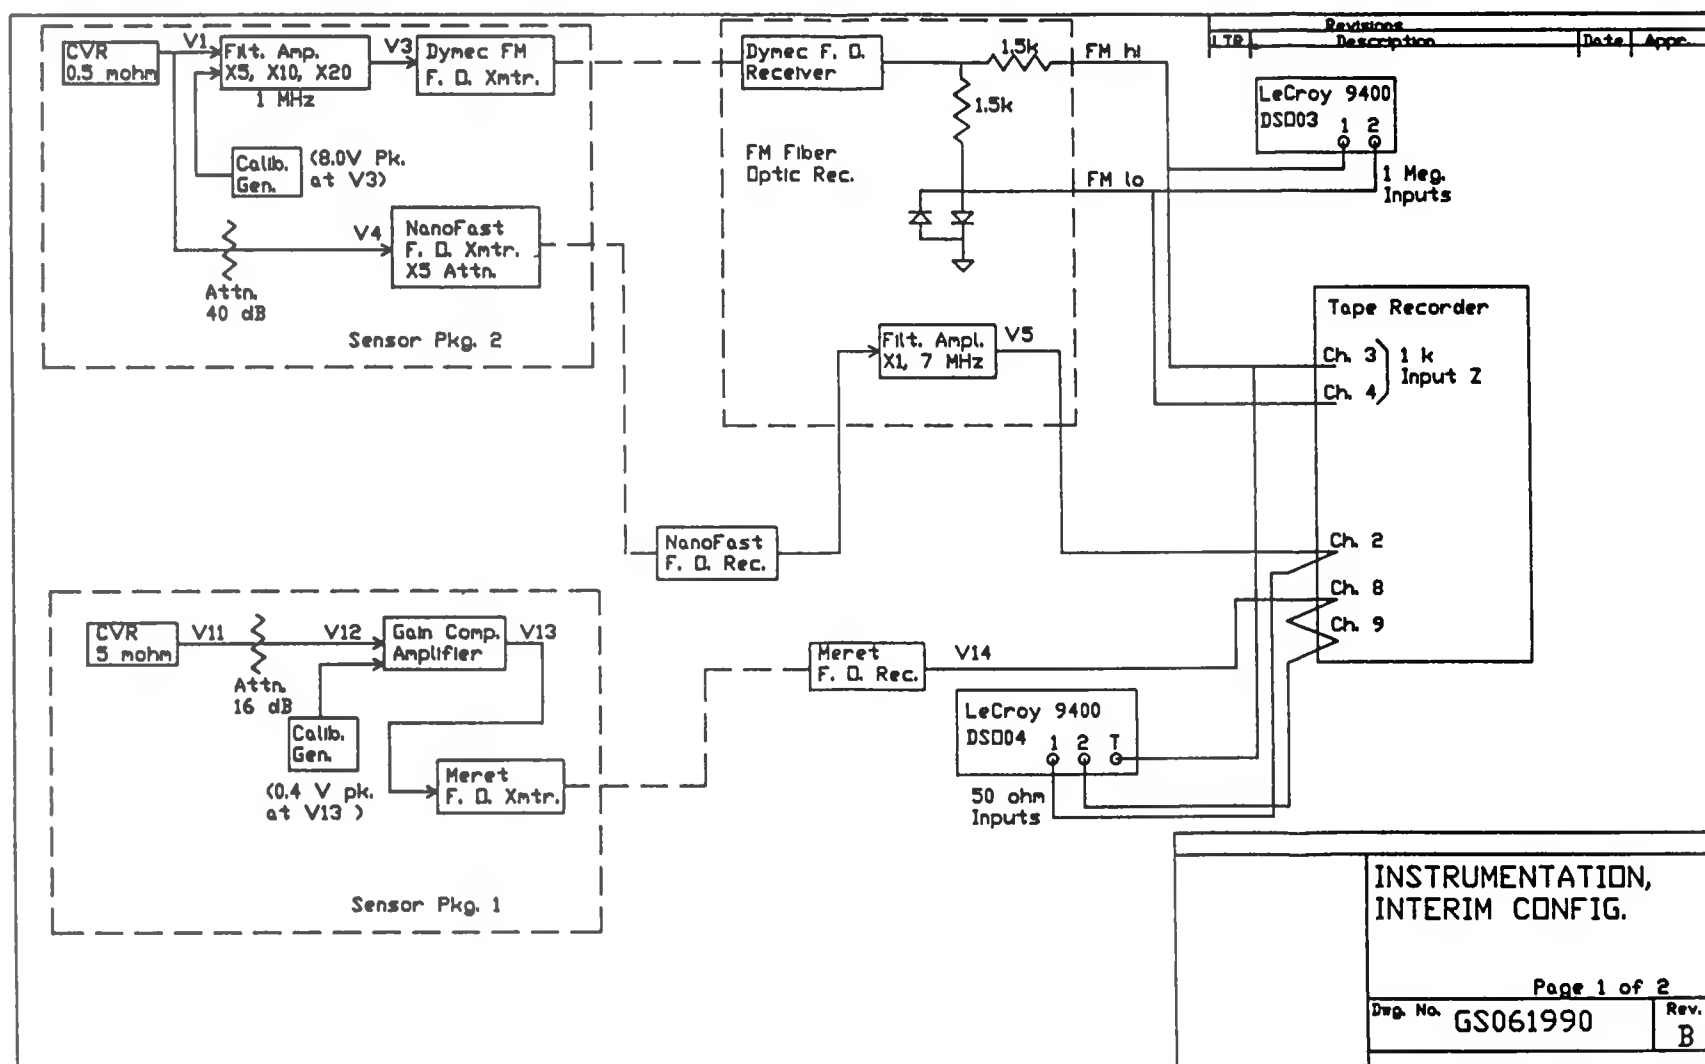 Revisions
LTR Description Date Appr.
CVR
0.5 mohm
V1
Filt. Amp.
X5, X10, X20
1 MHz
V3
Dymec FM
F. O. Xmtr.
Calib.
Gen.
(8.0V Pk.
at V3)
Attn.
40 dB
V4
NanoFast
F. O. Xmtr.
X5 Attn.
Sensor Pkg. 2
Dymec F. O.
Receiver
1.5k
1.5k
FM hi
FM Fiber
Optic Rec.
FM lo
Filt. Ampl.
X1, 7 MHz
V5
LeCroy 9400
DSO03
1 2
1 Meg.
Inputs
Tape Recorder
Ch. 3
Ch. 4
1 k
Input Z
Ch. 2
Ch. 8
Ch. 9
NanoFast
F. O. Rec.
CVR
5 mohm
V11
Attn.
16 dB
V12
Gain Comp.
Amplifier
V13
Calib.
Gen.
(0.4 V pk.
at V13 )
Meret
F. O. Xmtr.
Sensor Pkg. 1
Meret
F. O. Rec.
V14
LeCroy 9400
DSO04
1 2 T
50 ohm
Inputs
INSTRUMENTATION,
INTERIM CONFIG.
Page 1 of 2
Dwg. No. GS061990
Rev.
B